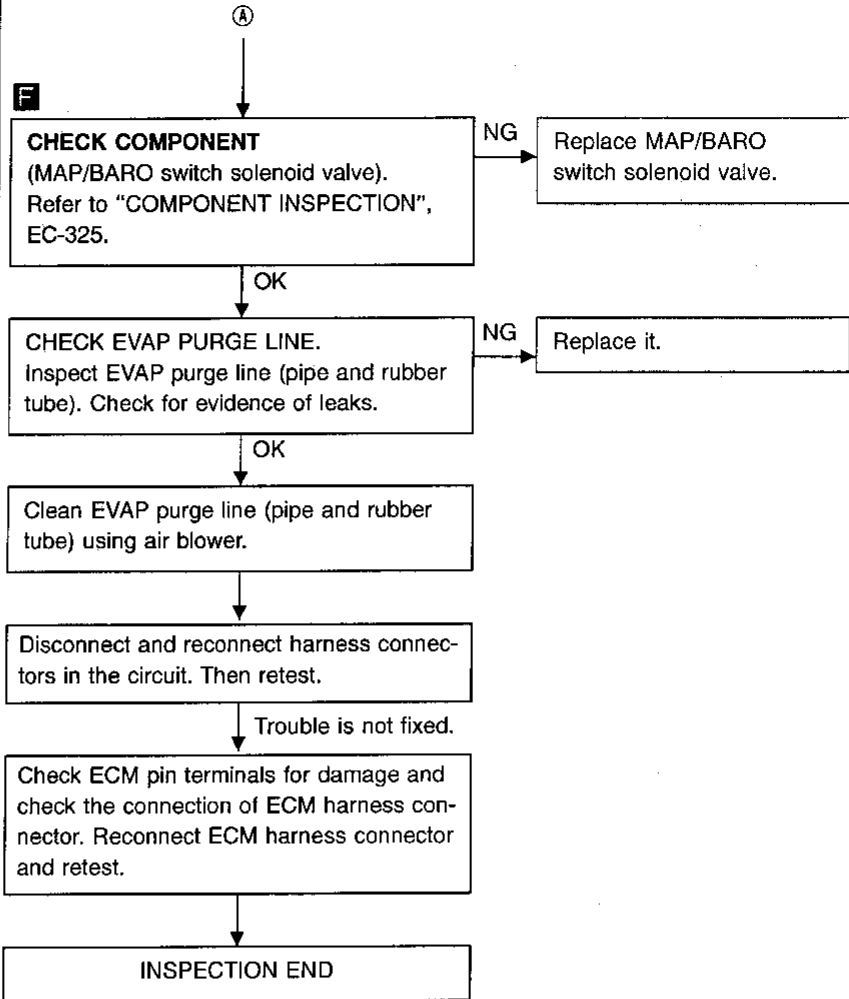 Ⓐ
F
CHECK COMPONENT
(MAP/BARO switch solenoid valve).
Refer to “COMPONENT INSPECTION”,
EC-325.
NG
Replace MAP/BARO
switch solenoid valve.
OK
CHECK EVAP PURGE LINE.
Inspect EVAP purge line (pipe and rubber
tube). Check for evidence of leaks.
NG
Replace it.
OK
Clean EVAP purge line (pipe and rubber
tube) using air blower.
Disconnect and reconnect harness connec-
tors in the circuit. Then retest.
Trouble is not fixed.
Check ECM pin terminals for damage and
check the connection of ECM harness con-
nector. Reconnect ECM harness connector
and retest.
INSPECTION END